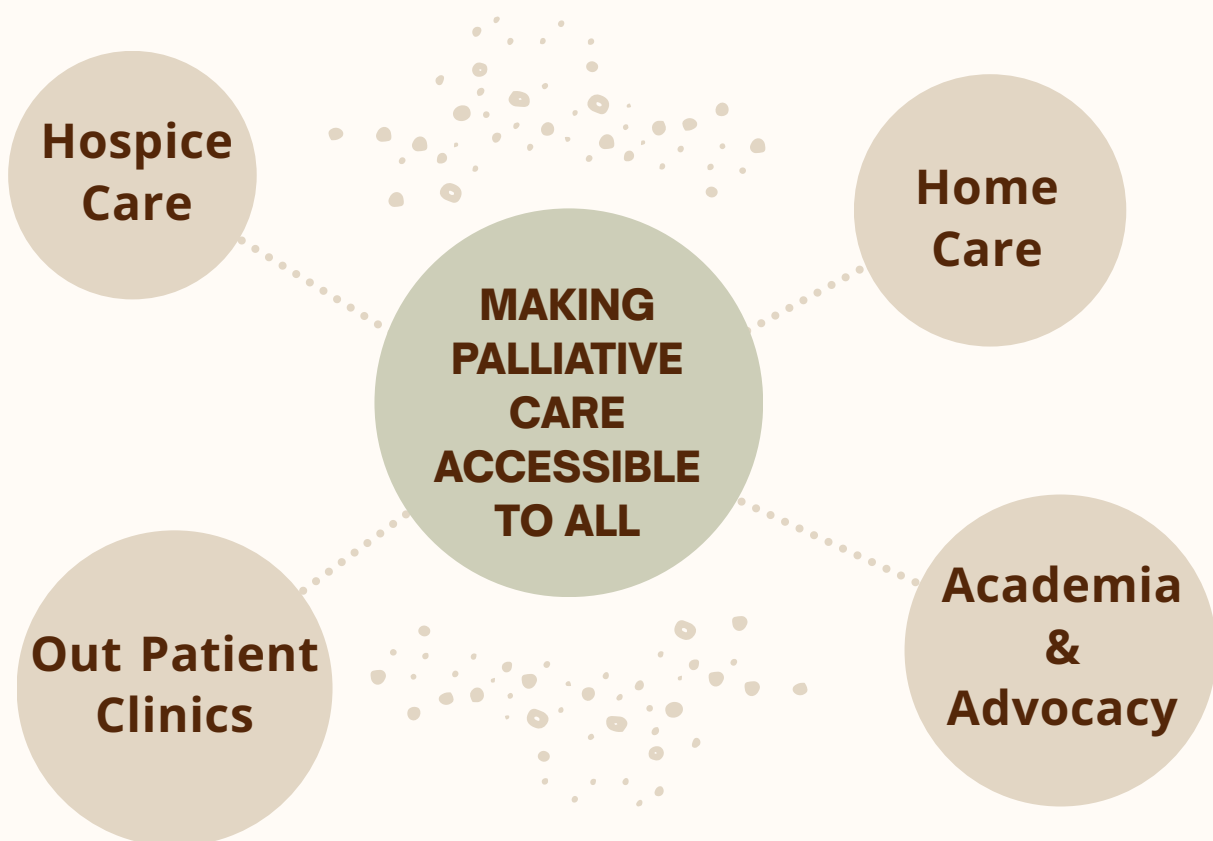 Hospice
Care
Home
Care
MAKING
PALLIATIVE
CARE
ACCESSIBLE
TO ALL
Out Patient
Clinics
Academia
&
Advocacy